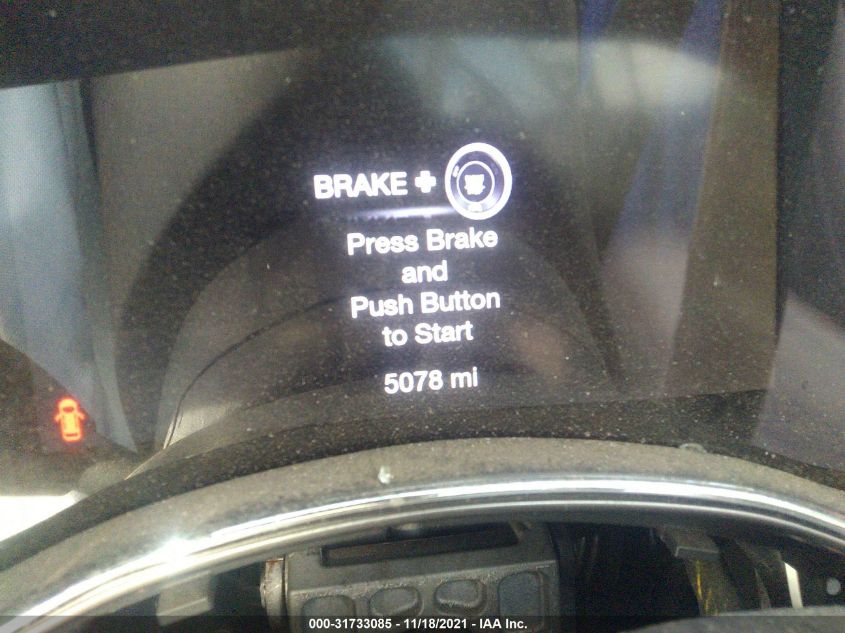 BRAKE +
Press Brake
and
Push Button
to Start
5078 mi
000-31733085 - 11/18/2021 - IAA Inc.